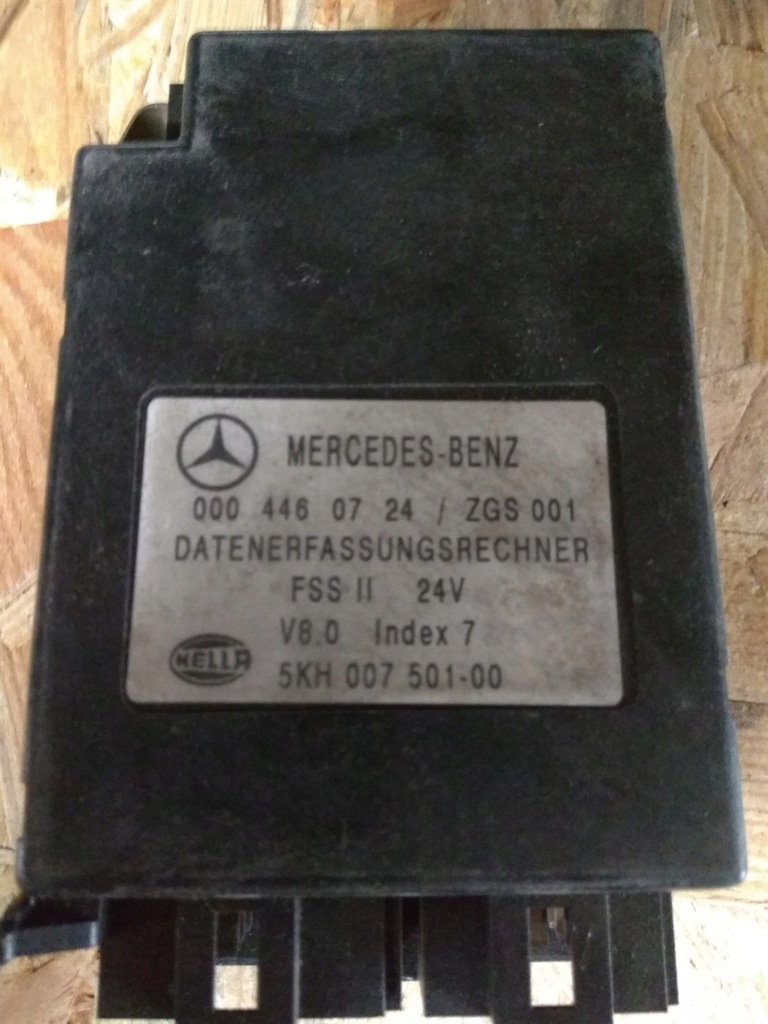 MERCEDES-BENZ
000 446 07 24 / ZGS 001
DATENERFASSUNGSRECHNER
FSS II 24V
V8.0 Index 7
HELLA
5KH 007 501-00